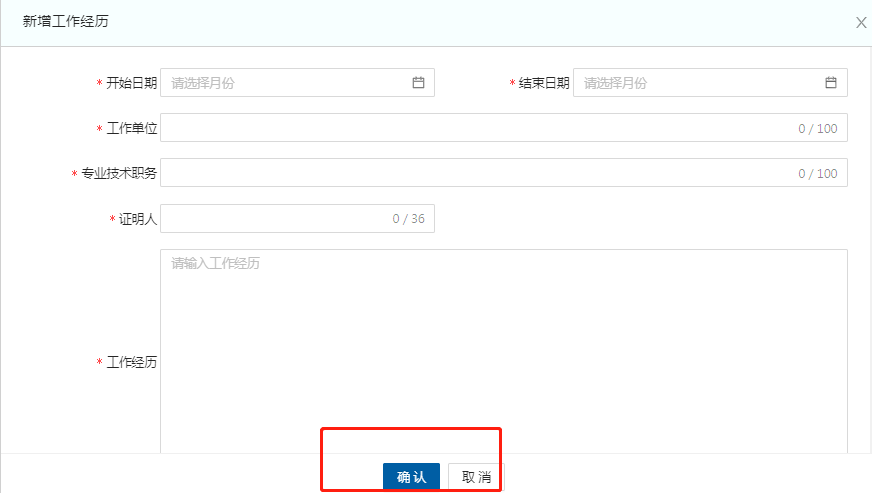 新增工作经历
* 开始日期 请选择月份 * 结束日期 请选择月份
* 工作单位 0 / 100
* 专业技术职务 0 / 100
* 证明人 0 / 36
请输入工作经历
* 工作经历
确认 取消